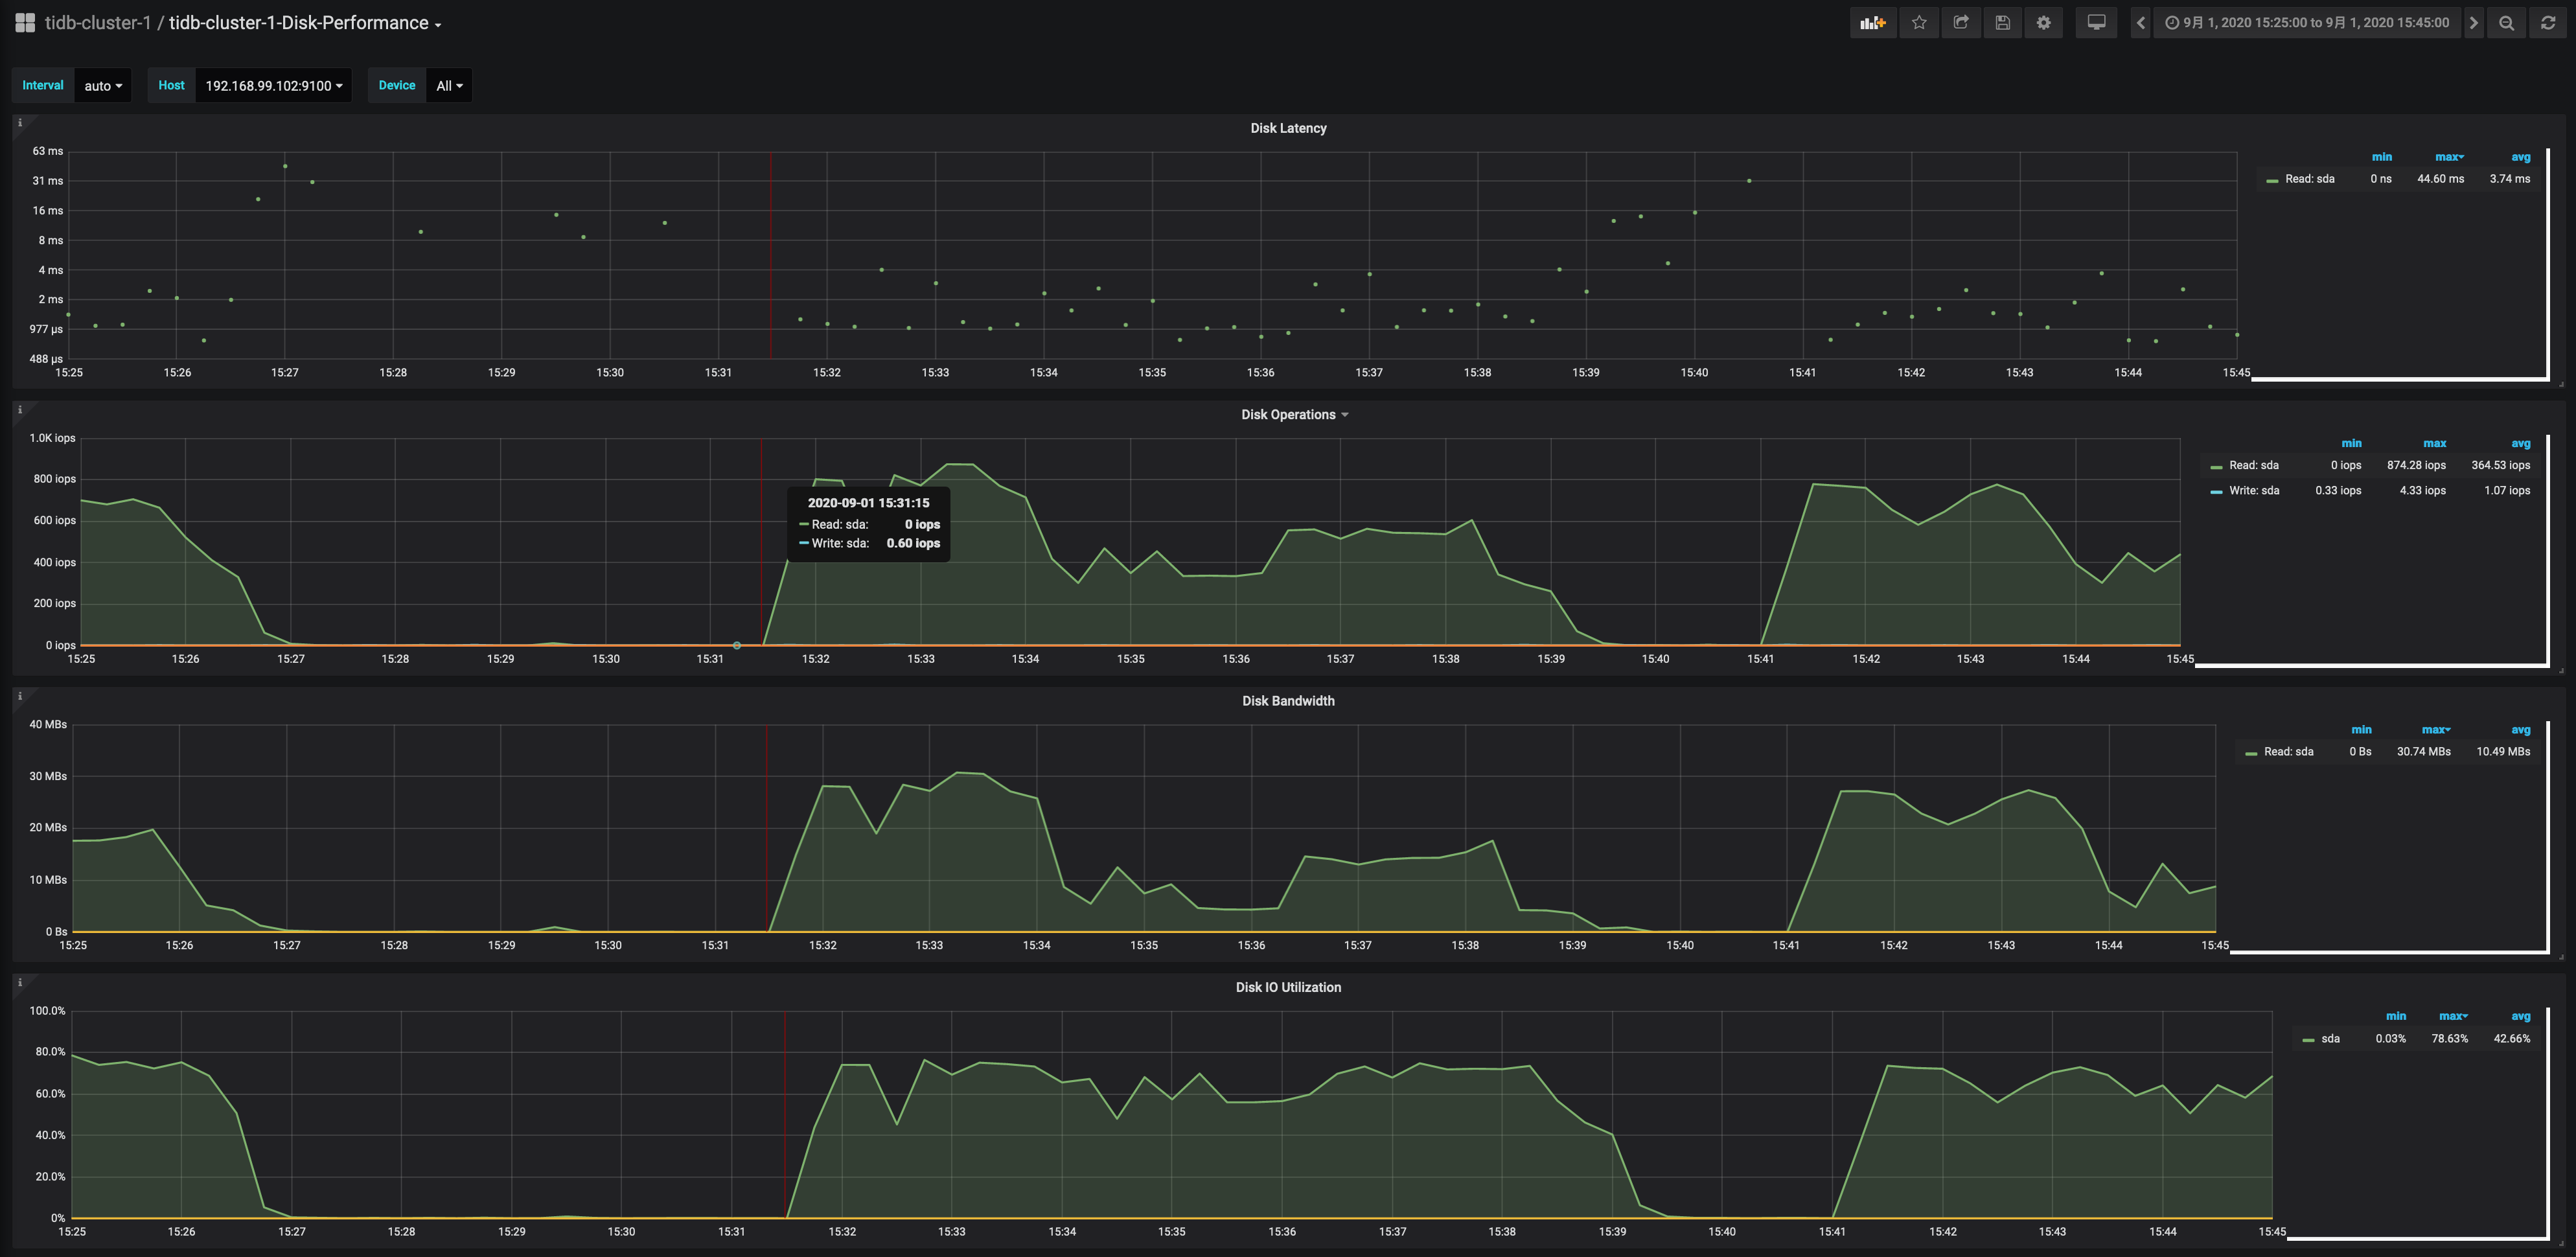 tidb-cluster-1 / tidb-cluster-1-Disk-Performance
9月 1, 2020 15:25:00 to 9月 1, 2020 15:45:00
Interval auto Host 192.168.99.102:9100 Device All
Disk Latency
63 ms
31 ms
16 ms
8 ms
4 ms
2 ms
977 µs
488 µs
15:25 15:26 15:27 15:28 15:29 15:30 15:31 15:32 15:33 15:34 15:35 15:36 15:37 15:38 15:39 15:40 15:41 15:42 15:43 15:44 15:45
min max avg
Read: sda 0 ns 44.60 ms 3.74 ms
Disk Operations
1.0K iops
800 iops
600 iops
400 iops
200 iops
0 iops
15:25 15:26 15:27 15:28 15:29 15:30 15:31 15:32 15:33 15:34 15:35 15:36 15:37 15:38 15:39 15:40 15:41 15:42 15:43 15:44 15:45
2020-09-01 15:31:15
Read: sda: 0 iops
Write: sda: 0.60 iops
min max avg
Read: sda 0 iops 874.28 iops 364.53 iops
Write: sda 0.33 iops 4.33 iops 1.07 iops
Disk Bandwidth
40 MBs
30 MBs
20 MBs
10 MBs
0 Bs
15:25 15:26 15:27 15:28 15:29 15:30 15:31 15:32 15:33 15:34 15:35 15:36 15:37 15:38 15:39 15:40 15:41 15:42 15:43 15:44 15:45
min max avg
Read: sda 0 Bs 30.74 MBs 10.49 MBs
Disk IO Utilization
100.0%
80.0%
60.0%
40.0%
20.0%
0%
15:25 15:26 15:27 15:28 15:29 15:30 15:31 15:32 15:33 15:34 15:35 15:36 15:37 15:38 15:39 15:40 15:41 15:42 15:43 15:44 15:45
min max avg
sda 0.03% 78.63% 42.66%